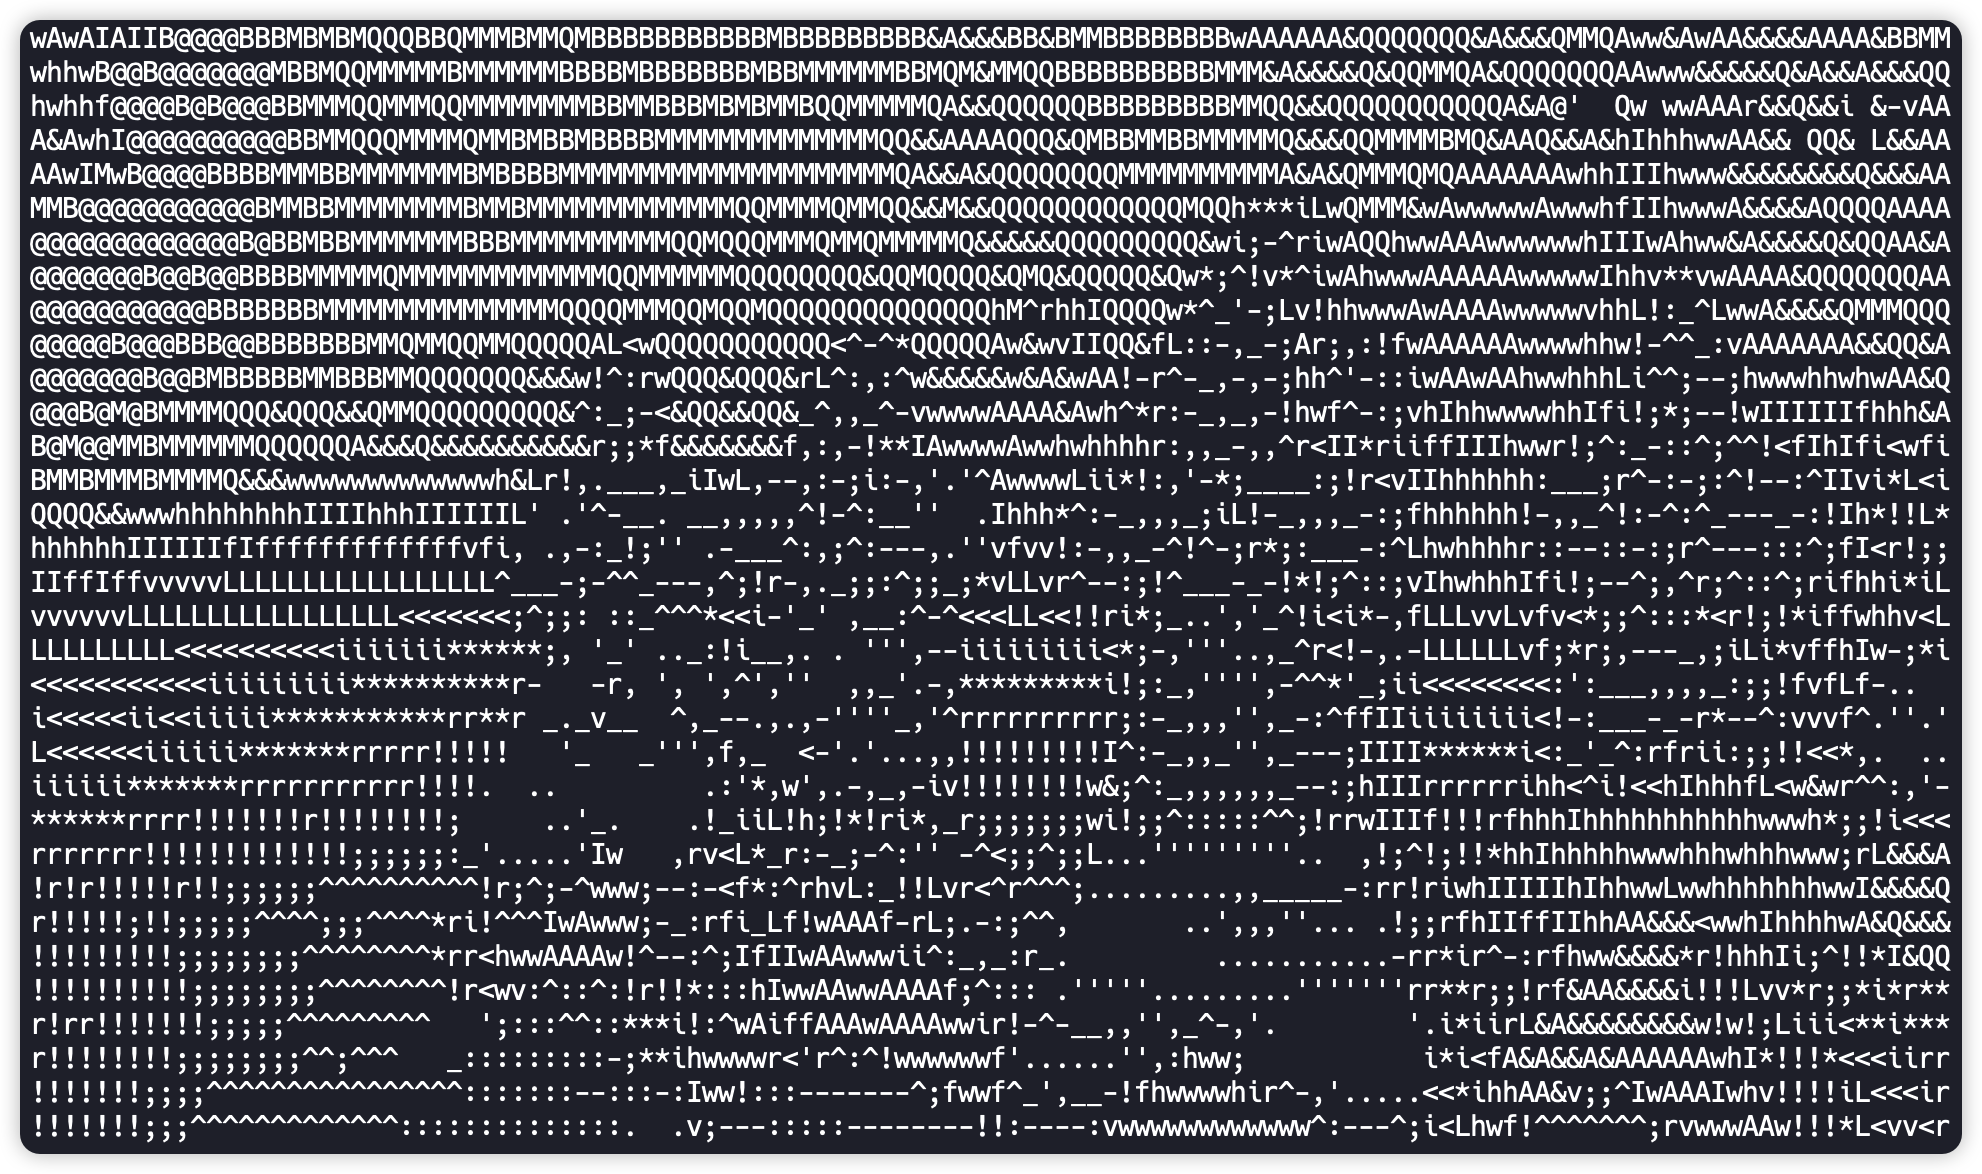 wAwAIAIIB@@@@BBBMBMBMQQQBBQMMMBMMQMBBBBBBBBBBBMBBBBBBBBB&A&&&BB&BMMBBBBBBBBwAAAAAA&QQQQQQQ&A&&&QMMQAww&AwAA&&&&AAAA&BBMM
whhwB@@B@@@@@@@MBBMQQMMMMMBMMMMMMBBBBMBBBBBBBMBBMMMMMMBBMQM&MMQQBBBBBBBBBBMMM&A&&&&Q&QQMMQA&QQQQQQQAAwww&&&&&Q&A&&A&&&QQ
hwhhf@@@@B@B@@@BBMMMQQMMMQQMMMMMMMMBBMMBBBMBMBMMBQQMMMMMQA&&QQQQQQBBBBBBBBBMMQQ&&QQQQQQQQQQQA&A@'  Qw wwAAAr&&Q&&i &-vAA
A&AwhI@@@@@@@@@@BBMMQQQMMMMQMMBMBBMBBBBMMMMMMMMMMMMMMQQ&&AAAAQQQ&QMBBMMBBMMMMMQ&&&QQMMMMBMQ&AAQ&&A&hIhhhwwAA&& QQ& L&&AA
AAwIMwB@@@@BBBBMMMBBMMMMMMMBMBBBBMMMMMMMMMMMMMMMMMMMMMQA&&A&QQQQQQQQMMMMMMMMMMA&A&QMMMQMQAAAAAAAwhhIIIhwww&&&&&&&&Q&&&AA
MMB@@@@@@@@@@@BMMBBMMMMMMMMBMMBMMMMMMMMMMMMMQQMMMMQMMQQ&&M&&QQQQQQQQQQQQMQQh***iLwQMMM&wAwwwwwAwwwhfIIhwwwA&&&&AQQQQAAAA
@@@@@@@@@@@@@B@BBMBBMMMMMMMBBBMMMMMMMMMMQQMQQQMMMQMMQMMMMMQ&&&&&QQQQQQQQQ&wi;-^riwAQQhwwAAAwwwwwwhIIIwAhww&A&&&&Q&QQAA&A
@@@@@@@B@@B@@BBBBMMMMMQMMMMMMMMMMMMMQQMMMMMMQQQQQQQQ&QQMQQQQ&QMQ&QQQQQ&Qw*;^!v*^iwAhwwwAAAAAAwwwwwIhhv**vwAAAA&QQQQQQQAA
@@@@@@@@@@@BBBBBBBMMMMMMMMMMMMMMMQQQQMMMQQMQQMQQQQQQQQQQQQQQhM^rhhIQQQQw*^_'-;Lv!hhwwwAwAAAAwwwwwvhhL!:_^LwwA&&&&QMMMQQQ
@@@@@B@@@BBB@@BBBBBBBMMQMMQQMMQQQQQAL<wQQQQQQQQQQQ<^-^*QQQQQAw&wvIIQQ&fL::-,_-;Ar;,:!fwAAAAAAwwwwhhw!-^^_:vAAAAAAA&&QQ&A
@@@@@@@B@@BMBBBBBMMBBBMMQQQQQQQ&&&w!^:rwQQQ&QQQ&rL^:,:^w&&&&&w&A&wAA!-r^-_,-,-;hh^'-::iwAAwAAhwwhhhLi^^;--;hwwwhhwhwAA&Q
@@@B@M@BMMMMQQQ&QQQ&&QMMQQQQQQQQQ&^:_;-<&QQ&&QQ&_^,,_^-vwwwwAAAA&Awh^*r:-_,_,-!hwf^-:;vhIhhwwwwhhIfi!;*;--!wIIIIIIfhhh&A
B@M@@MMBMMMMMMQQQQQQA&&&Q&&&&&&&&&&r;;*f&&&&&&&f,:,-!**IAwwwwAwwhwhhhhr:,,_-,,^r<II*riiffIIIhwwr!;^:_-::^;^^!<fIhIfi<wfi
BMMBMMMBMMMMQ&&&wwwwwwwwwwwwwh&Lr!,.___,_iIwL,--,:-;i:-,'.'^AwwwwLii*!:,'-*;____:;!r<vIIhhhhhh:___;r^-:-;:^!--:^IIvi*L<i
QQQQ&&wwwhhhhhhhhIIIIhhhIIIIIIL' .'^-__. __,,,,,^!-^:__''  .Ihhh*^:-_,,,_;iL!-_,,,_-:;fhhhhhh!-,,_^!:-^:^_---_-:!Ih*!!L*
hhhhhhIIIIIIfIfffffffffffffvfi, .,-:_!;'' .-___^:,;^:---,.''vfvv!:-,,_-^!^-;r*;:___-:^Lhwhhhhr::--::-:;r^---:::^;fI<r!;;
IIffIffvvvvvLLLLLLLLLLLLLLLLL^___-;-^^_---,^;!r-,._;;:^;;_;*vLLvr^--:;!^___-_-!*!;^::;vIhwhhhIfi!;--^;,^r;^::^;rifhhi*iL
vvvvvvLLLLLLLLLLLLLLLLL<<<<<<<;^;;: ::_^^^*<<i-'_' ,__:^-^<<<LL<<!!ri*;_..','_^!i<i*-,fLLLvvLvfv<*;;^:::*<r!;!*iffwhhv<L
LLLLLLLLL<<<<<<<<<<iiiiiii******;, '_' .._:!i__,. . ''',--iiiiiiiii<*;-,'''..,_^r<!-,.-LLLLLLvf;*r;,---_,;iLi*vffhIw-;*i
<<<<<<<<<<<iiiiiiiii**********r-   -r, ', ',^',''  ,,_'.-,*********i!;:_,'''',-^^*'_;ii<<<<<<<<:':___,,,,_:;;!fvfLf-..
i<<<<<ii<<iiiii***********rr**r _._v__  ^,_--.,.,-''''_,'^rrrrrrrrrr;:-_,,,'',_-:^ffIIiiiiiiii<!-:___-_-r*--^:vvvf^.''.'
L<<<<<<iiiiii*******rrrrr!!!!!   '_   _''',f,_  <-'.'...,,!!!!!!!!!I^:-_,,_'',_---;IIII******i<:_'_^:rfrii:;;!!<<*,.  ..
iiiiii*******rrrrrrrrrrr!!!!.  ..         .:'*,w',.-,_,-iv!!!!!!!!w&;^:_,,,,,,_--:;hIIIrrrrrrihh<^i!<<hIhhhfL<w&wr^^:,'-
******rrrr!!!!!!!r!!!!!!!!;     ..'_.    .!_iiL!h;!*!ri*,_r;;;;;;;wi!;;^:::::^^;!rrwIIIf!!!rfhhhIhhhhhhhhhhhwwwh*;;!i<<<
rrrrrrr!!!!!!!!!!!!!;;;;;;:_'.....'Iw   ,rv<L*_r:-_;-^:'' -^<;;^;;L...'''''''''..  ,!;^!;!!*hhIhhhhhwwwhhhwhhhwww;rL&&&A
!r!r!!!!!r!!;;;;;;^^^^^^^^^^!r;^;-^www;--:-<f*:^rhvL:_!!Lvr<^r^^^;.........,,_____-:rr!riwhIIIIIhIhhwwLwwhhhhhhhwwI&&&&Q
r!!!!!;!!;;;;;^^^^;;;^^^^*ri!^^^IwAwww;-_:rfi_Lf!wAAAf-rL;.-:;^^,       ..',,,''... .!;;rfhIIffIIhhAA&&&<wwhIhhhhwA&Q&&&
!!!!!!!!!;;;;;;;;^^^^^^^^*rr<hwwAAAAw!^--:^;IfIIwAAwwwii^:_,_:r_.         ...........-rr*ir^-:rfhww&&&&*r!hhhIi;^!!*I&QQ
!!!!!!!!!!;;;;;;;;^^^^^^^^!r<wv:^::^:!r!!*:::hIwwAAwwAAAAf;^::: .'''''.........'''''''rr**r;;!rf&AA&&&&i!!!Lvv*r;;*i*r**
r!rr!!!!!!!;;;;;^^^^^^^^^   ';:::^^::***i!:^wAiffAAAwAAAAwwir!-^-__,,'',_^-,'.        '.i*iirL&A&&&&&&&&w!w!;Liii<**i***
r!!!!!!!!;;;;;;;;^^;^^^   _:::::::::-;**ihwwwwr<'r^:^!wwwwwwf'......'',:hww;           i*i<fA&A&&A&AAAAAAwhI*!!!*<<<iirr
!!!!!!!;;;;^^^^^^^^^^^^^^^^:::::::--:::-:Iww!:::-------^;fwwf^_',__-!fhwwwwhir^-,'.....<<*ihhAA&v;;^IwAAAIwhv!!!!iL<<<ir
!!!!!!!;;;^^^^^^^^^^^^^::::::::::::::.  .v;---:::::--------!!:----:vwwwwwwwwwwww^:---^;i<Lhwf!^^^^^^^;rvwwwAAw!!!*L<vv<r